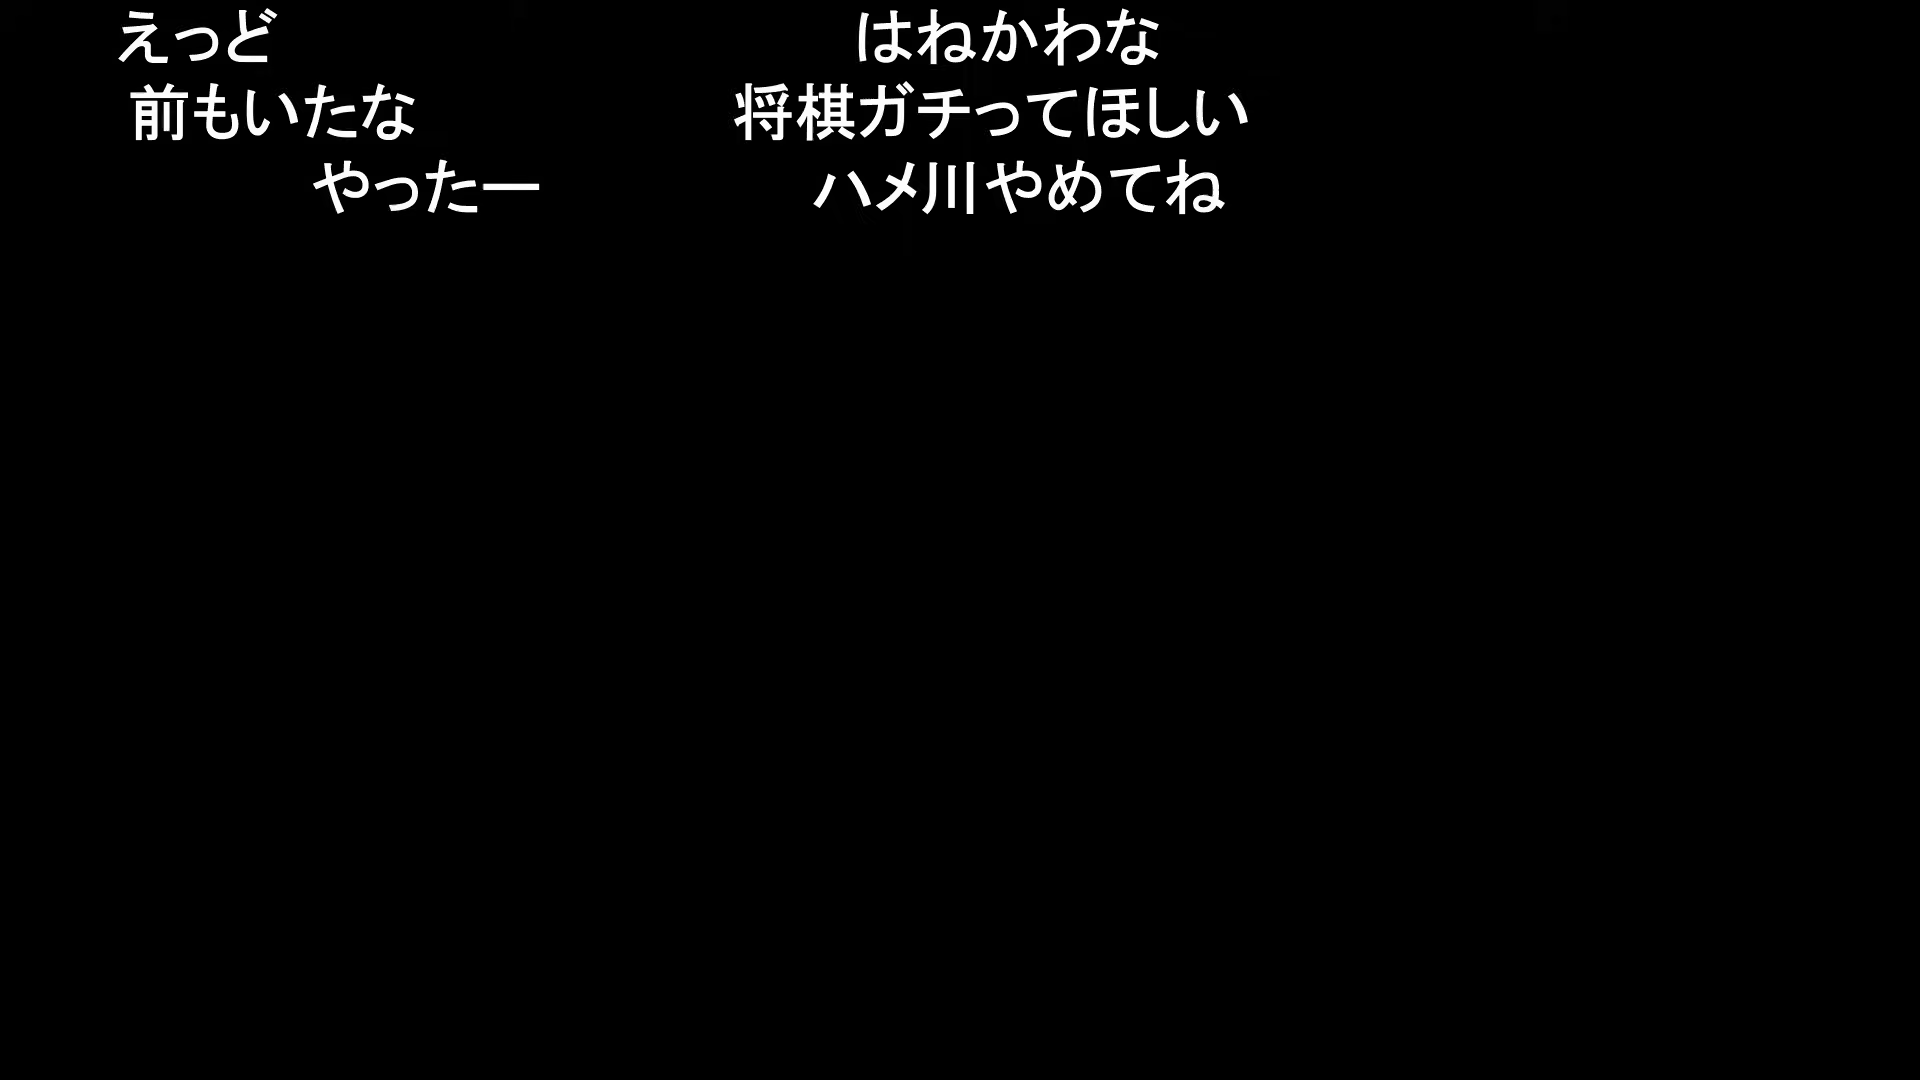 えっど
はねかわな
前もいたな
将棋ガチってほしい
やったー
ハメ川やめてね